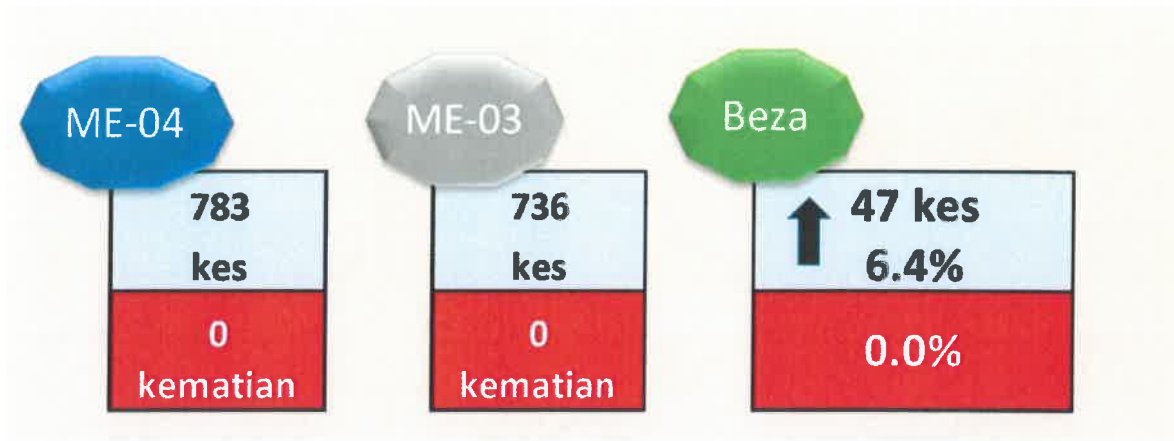 ME-04
783
kes
0
kematian
ME-03
736
kes
0
kematian
Beza
47 kes
6.4%
0.0%